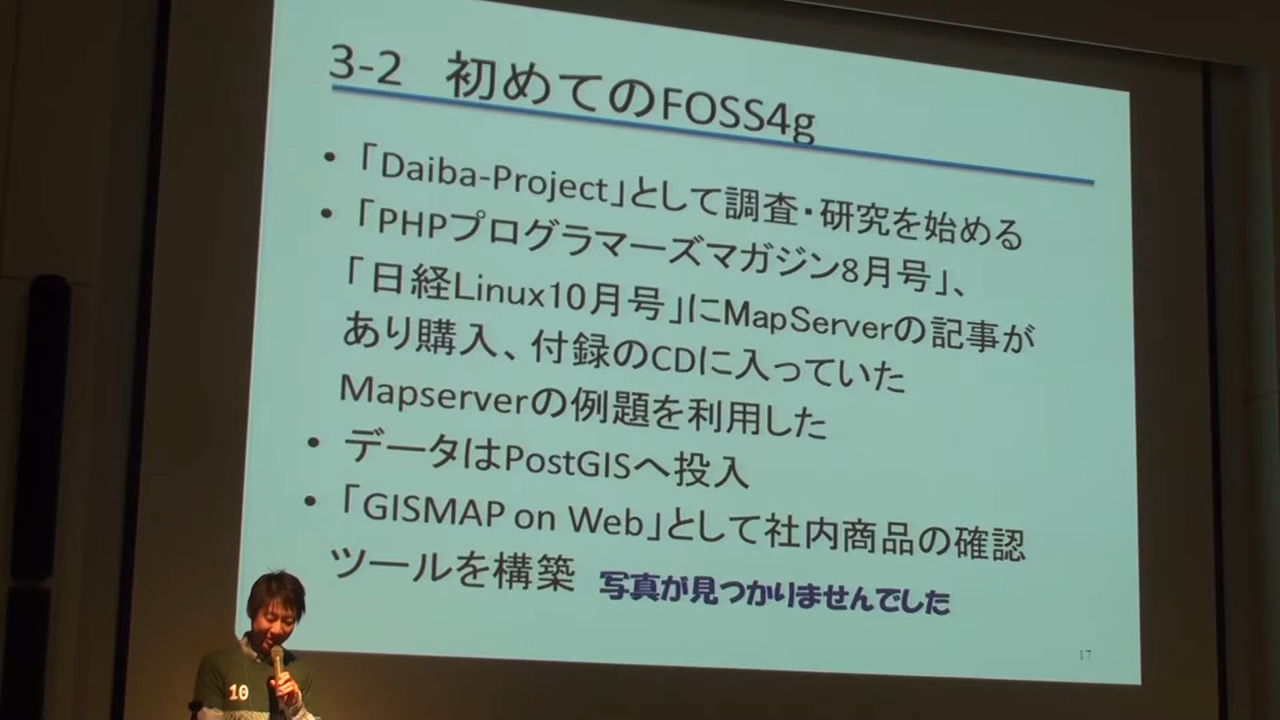 3-2 初めてのFOSS4g
• 「Daiba-Project」として調査・研究を始める
• 「PHPプログラマーズマガジン8月号」、
「日経Linux10月号」にMapServerの記事が
あり購入、付録のCDに入っていた
Mapserverの例題を利用した
• データはPostGISへ投入
• 「GISMAP on Web」として社内商品の確認
ツールを構築 写真が見つかりませんでした
17
10